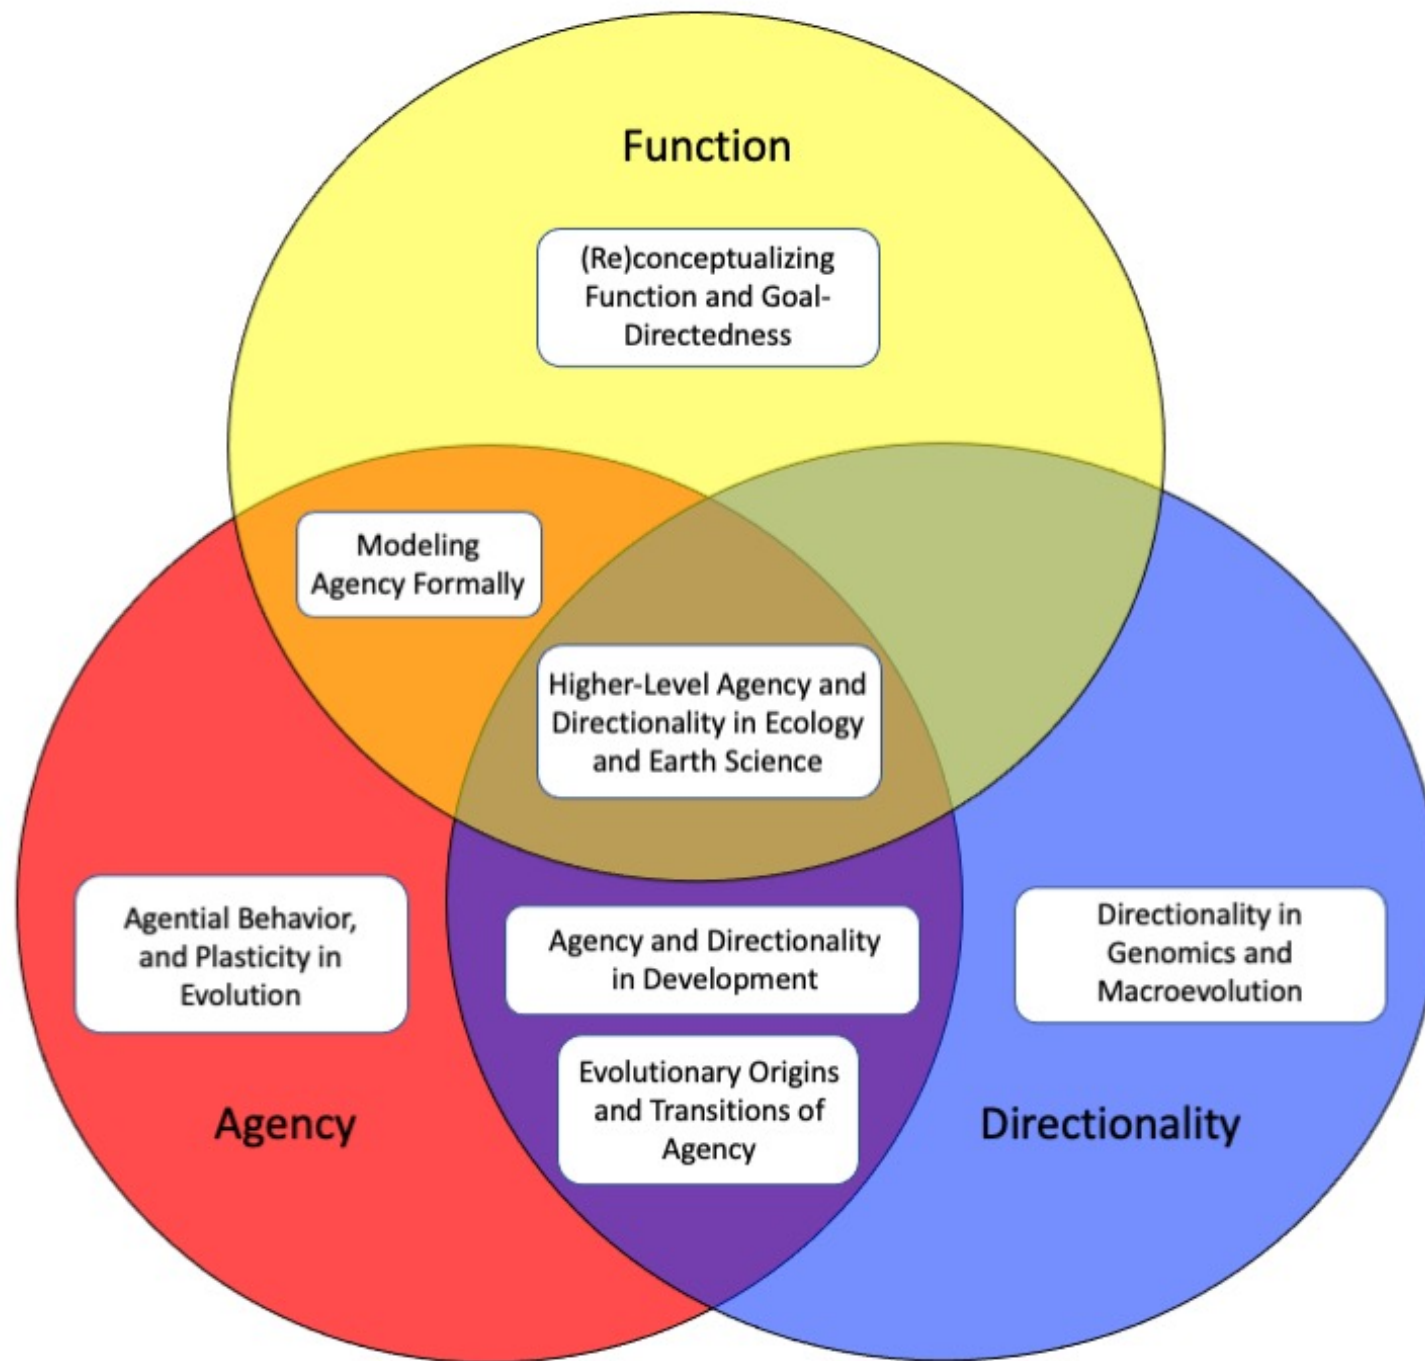 Function
(Re)conceptualizing
Function and Goal-
Directedness
Modeling
Agency Formally
Higher-Level Agency and
Directionality in Ecology
and Earth Science
Agential Behavior,
and Plasticity in
Evolution
Agency and Directionality
in Development
Directionality in
Genomics and
Macroevolution
Evolutionary Origins
and Transitions of
Agency
Agency
Directionality